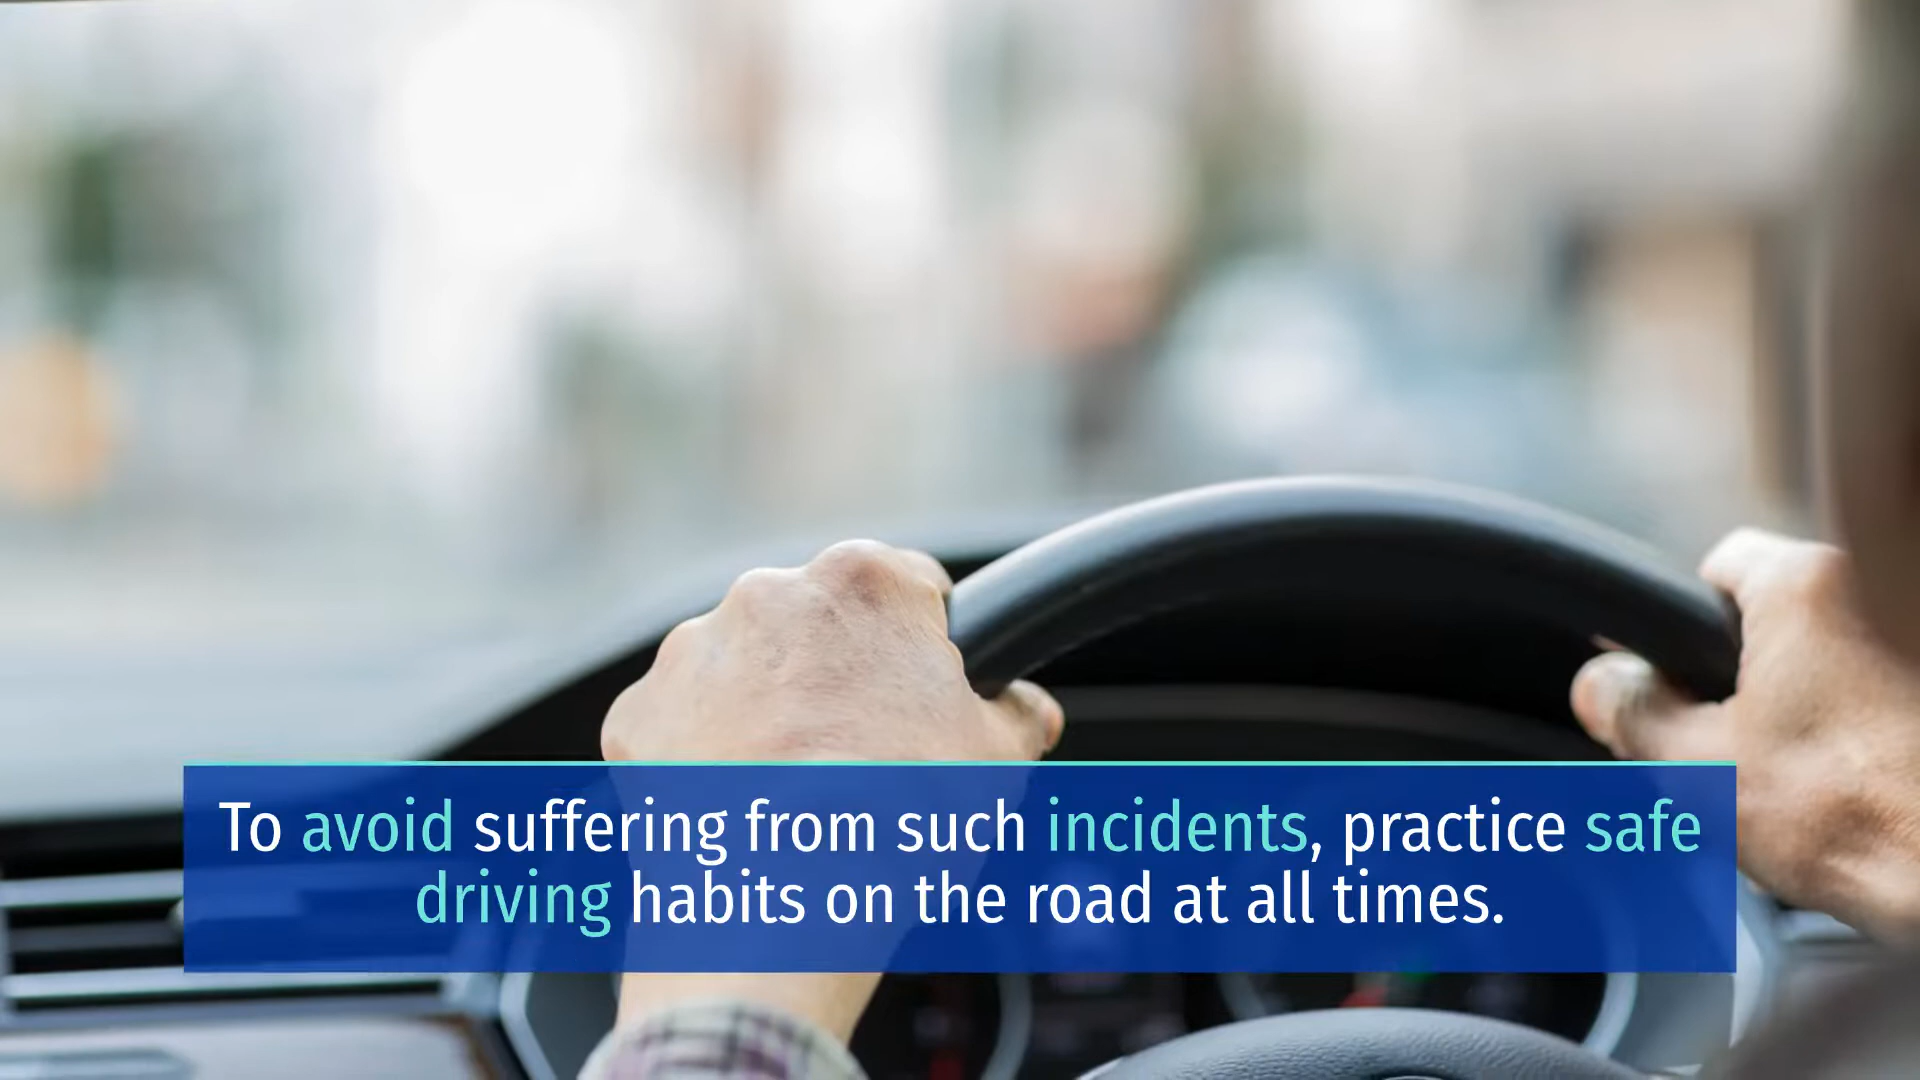 To avoid suffering from such incidents, practice safe
driving habits on the road at all times.